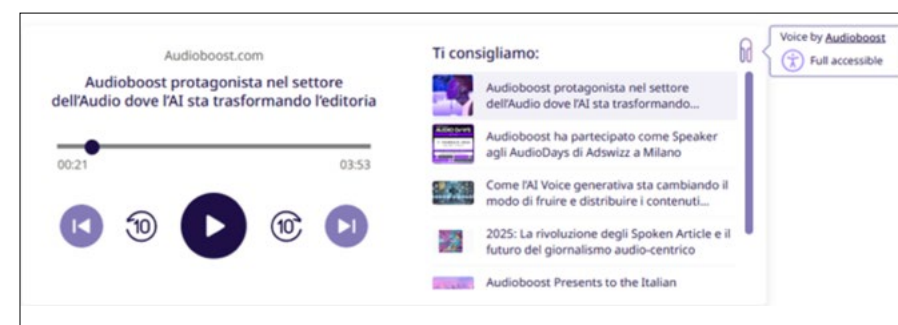 Audioboost.com
Audioboost protagonista nel settore
dell'Audio dove l'AI sta trasformando l'editoria
00:21
03:53
10
10
Ti consigliamo:
Audioboost protagonista nel settore
dell'Audio dove l'AI sta trasformando...
Audioboost ha partecipato come Speaker
agli AudioDays di Adswizz a Milano
Come l'AI Voice generativa sta cambiando il
modo di fruire e distribuire i contenuti...
2025: La rivoluzione degli Spoken Article e il
futuro del giornalismo audio-centrico
Audioboost Presents to the Italian
Voice by Audioboost
Full accessible